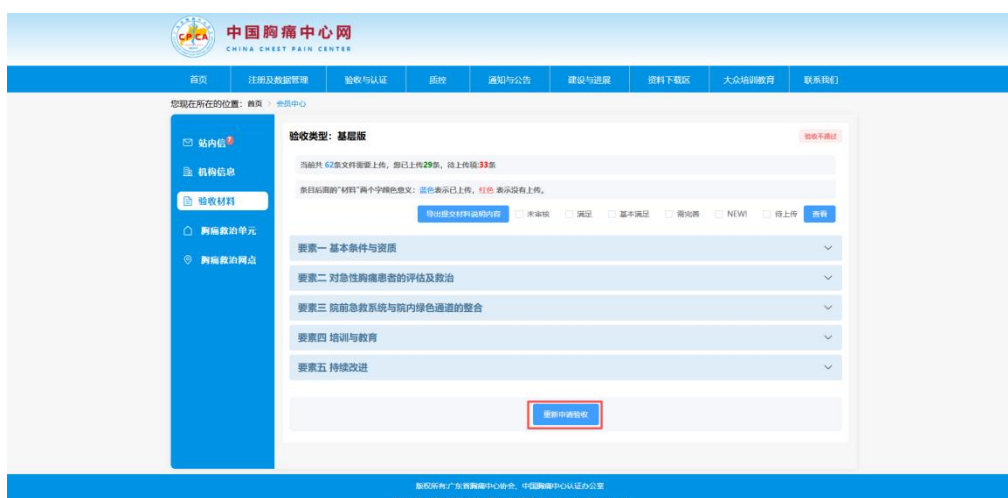 CPCA
中国胸痛中心网
CHINA CHEST PAIN CENTER
首页 注册及数据管理 验收与认证 质控 通知与公告 建设与进展 资料下载区 大众培训教育 联系我们
您现在所在的位置：首页 > 会员中心
站内信
机构信息
验收材料
胸痛救治单元
胸痛救治网点
验收类型：基层版 验收不通过
当前共 62条文件需要上传，您已上传29条，待上传项:33条
条目后面的"材料"两个字颜色意义：蓝色表示已上传，红色 表示没有上传。
导出提交材料说明内容 未审核 满足 基本满足 需完善 NEW! 待上传 查看
要素一 基本条件与资质
要素二 对急性胸痛患者的评估及救治
要素三 院前急救系统与院内绿色通道的整合
要素四 培训与教育
要素五 持续改进
重新申请验收
版权所有:广东省胸痛中心协会、中国胸痛中心认证办公室